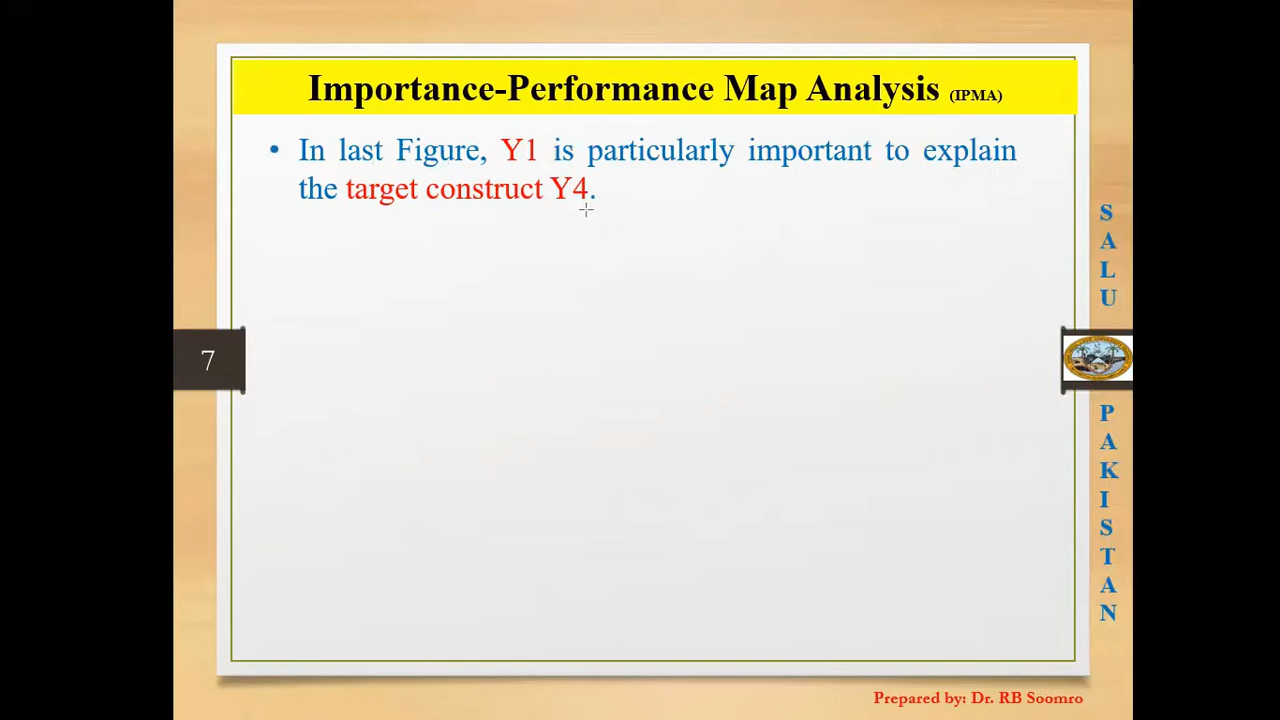 Importance-Performance Map Analysis (IPMA)
• In last Figure, Y1 is particularly important to explain
the target construct Y4.
7
S
A
L
U
P
A
K
I
S
T
A
N
Prepared by: Dr. RB Soomro